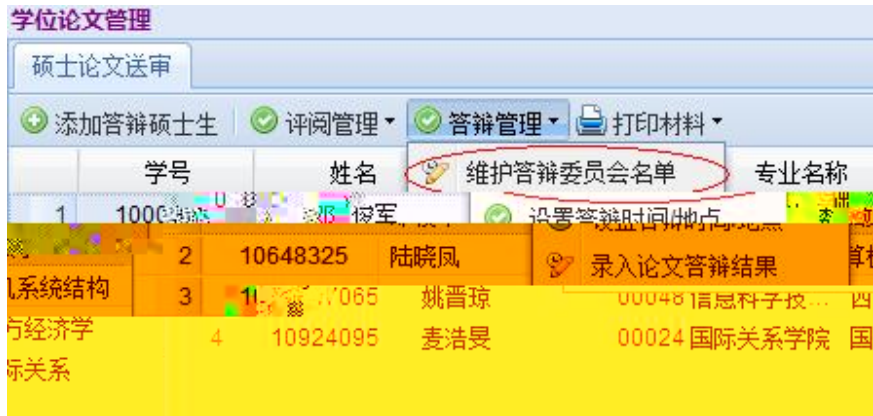 学位论文管理
硕士论文送审
添加答辩硕士生 评阅管理 答辩管理 打印材料
学号 姓名 维护答辩委员会名单 专业名称
1 俊军 设置答辩时间/地点
2 10648325 陆晓凤 录入论文答辩结果
系统结构 3 065 姚晋琼 00048 信息科学技...
经济学 4 10924095 麦浩旻 00024 国际关系学院 国
关系